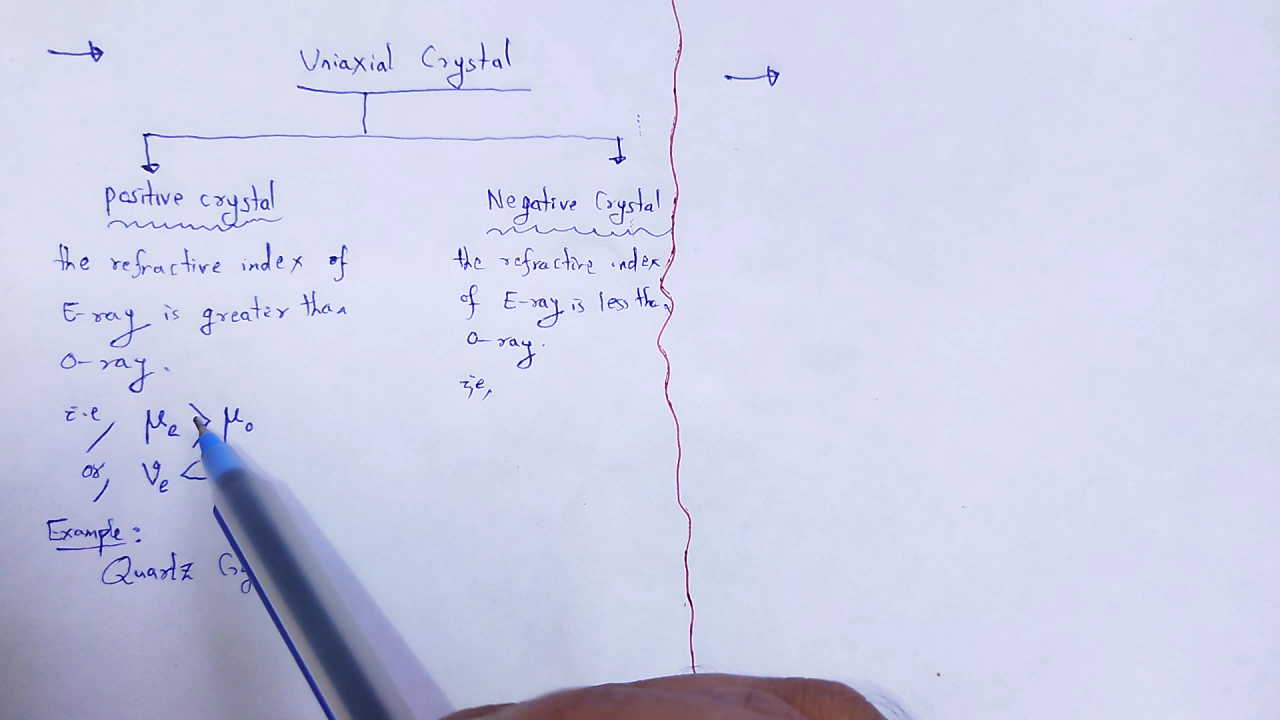 Uniaxial Crystal
positive crystal
the refractive index of
E-ray is greater than
O-ray.
i.e, μe > μo
or, Ve <
Example:
Quartz
Negative Crystal
the refractive index
of E-ray is less than
O-ray.
i,e,